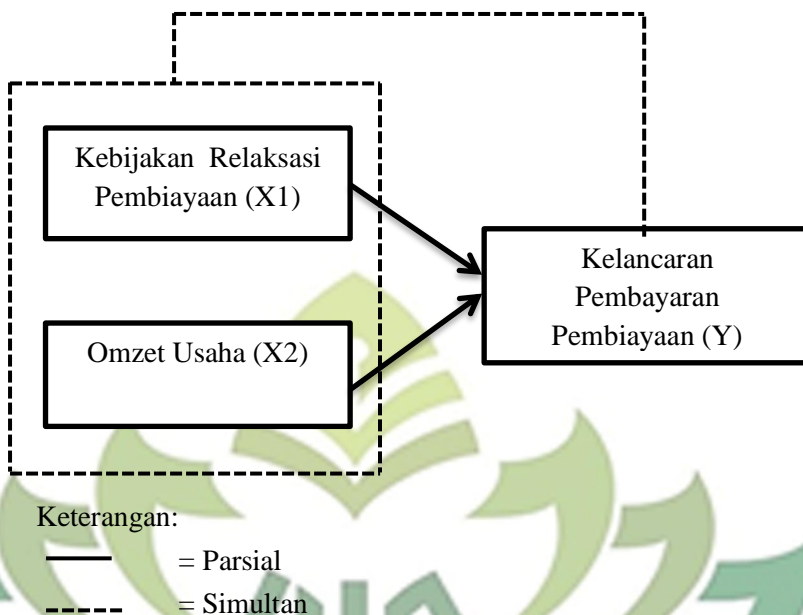 Kebijakan Relaksasi
Pembiayaan (X1)
Kelancaran
Pembayaran
Pembiayaan (Y)
Omzet Usaha (X2)
Keterangan:
= Parsial
= Simultan